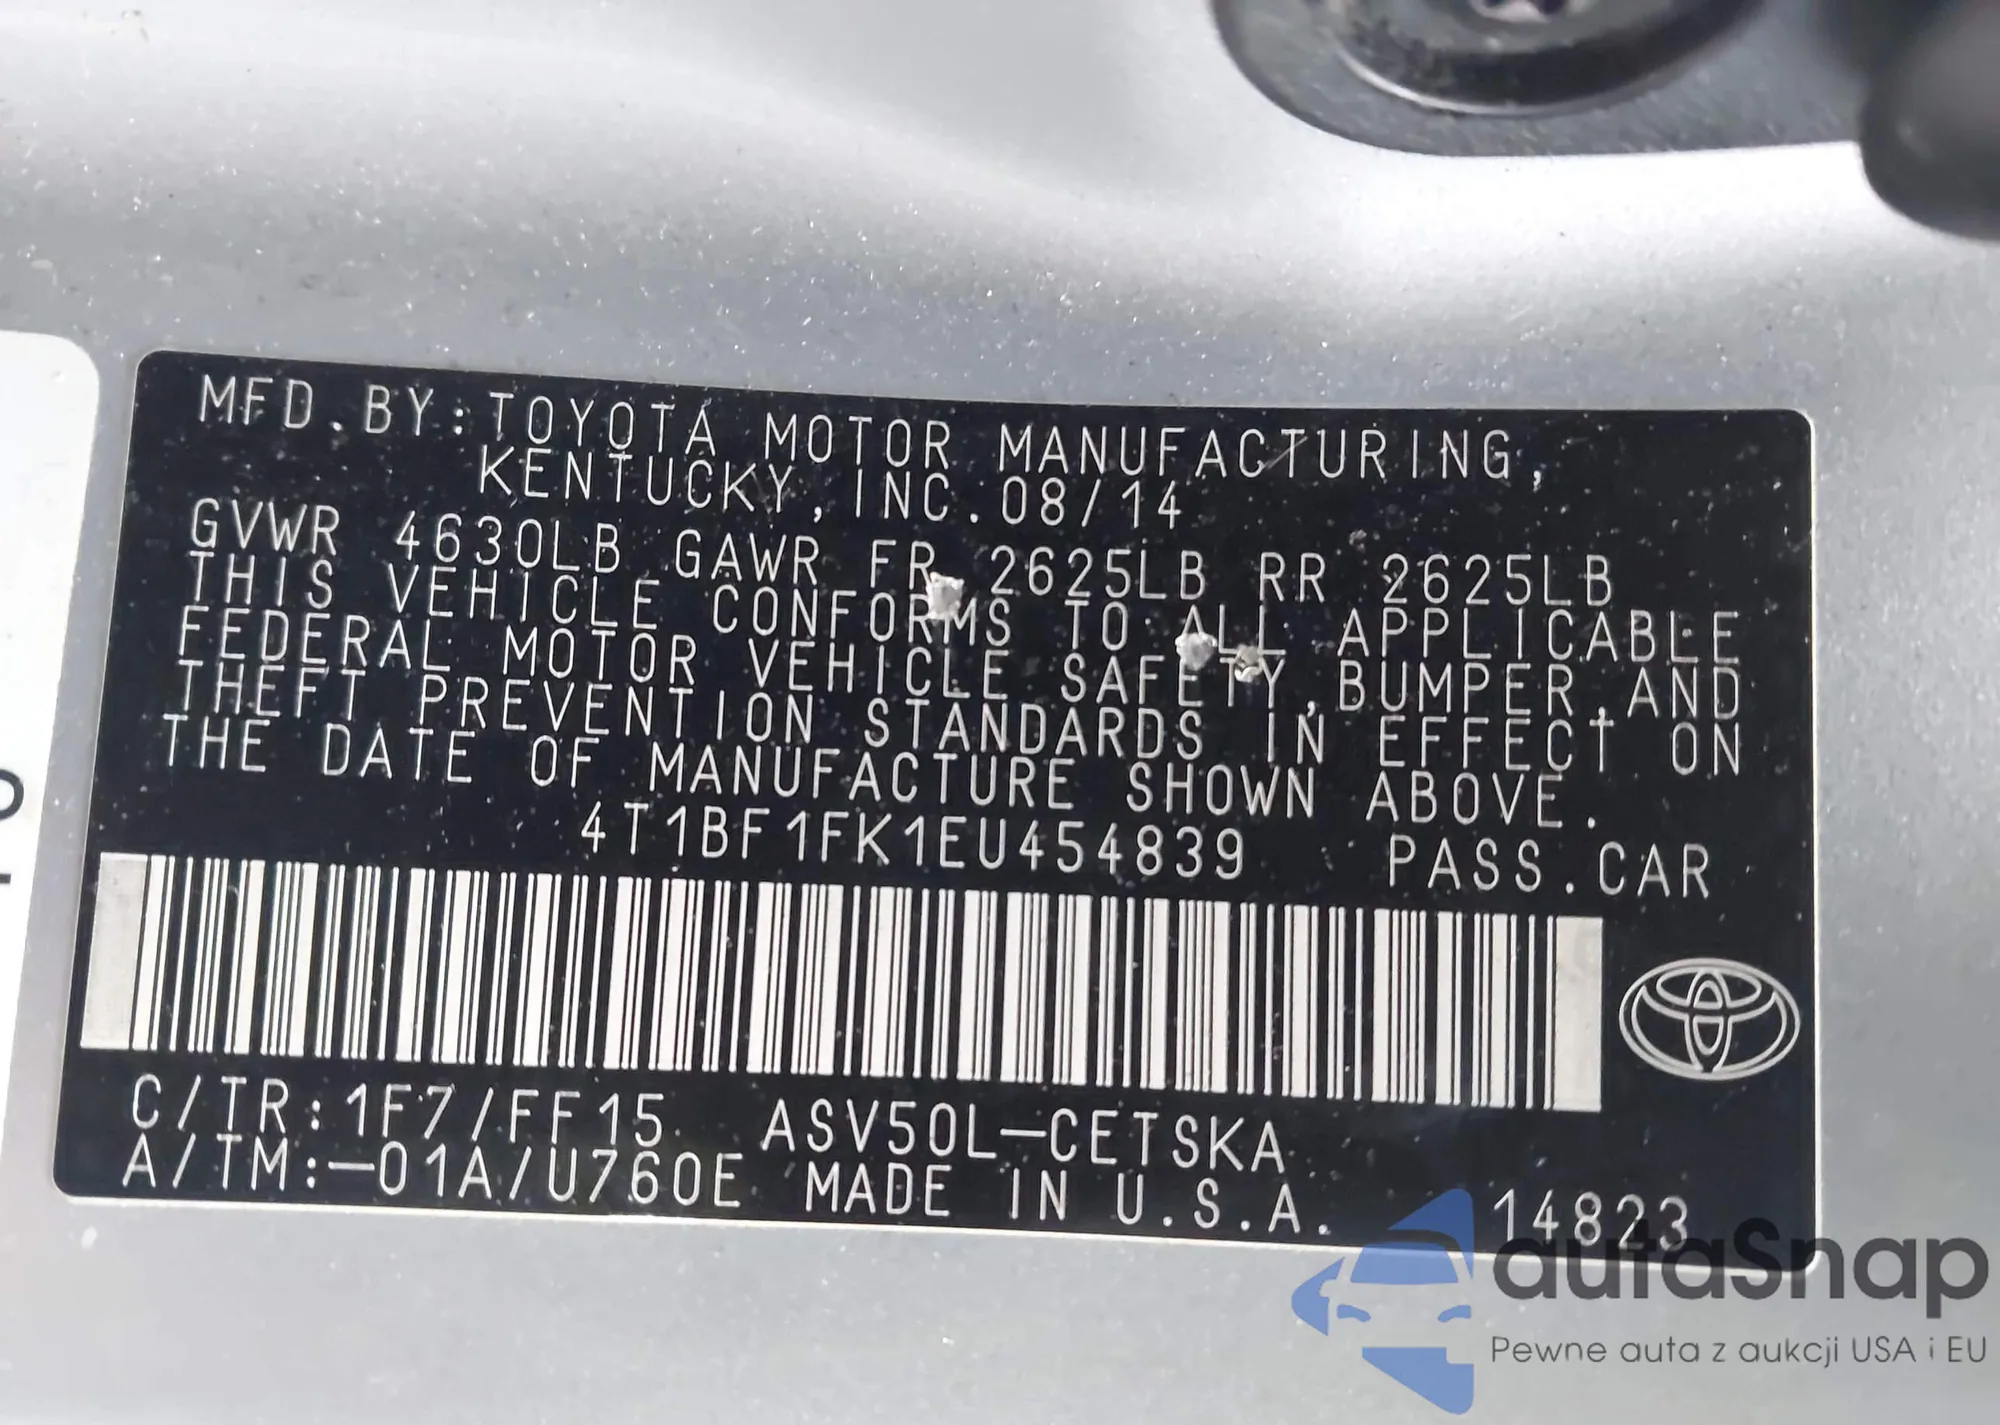 MFD.BY:TOYOTA MOTOR MANUFACTURING,
KENTUCKY, INC.08/14
GVWR 4630LB GAWR FR 2625LB RR 2625LB
THIS VEHICLE CONFORMS TO ALL APPLICABLE
FEDERAL MOTOR VEHICLE SAFETY,BUMPER,AND
THEFT PREVENTION STANDARDS IN EFFECT ON
THE DATE OF MANUFACTURE SHOWN ABOVE.
4T1BF1FK1EU454839 PASS.CAR
C/TR:1F7/FF15 ASV50L-CETSKA
A/TM:-01A/U760E MADE IN U.S.A. 14823
autaSnap
Pewne auta z aukcji USA i EU